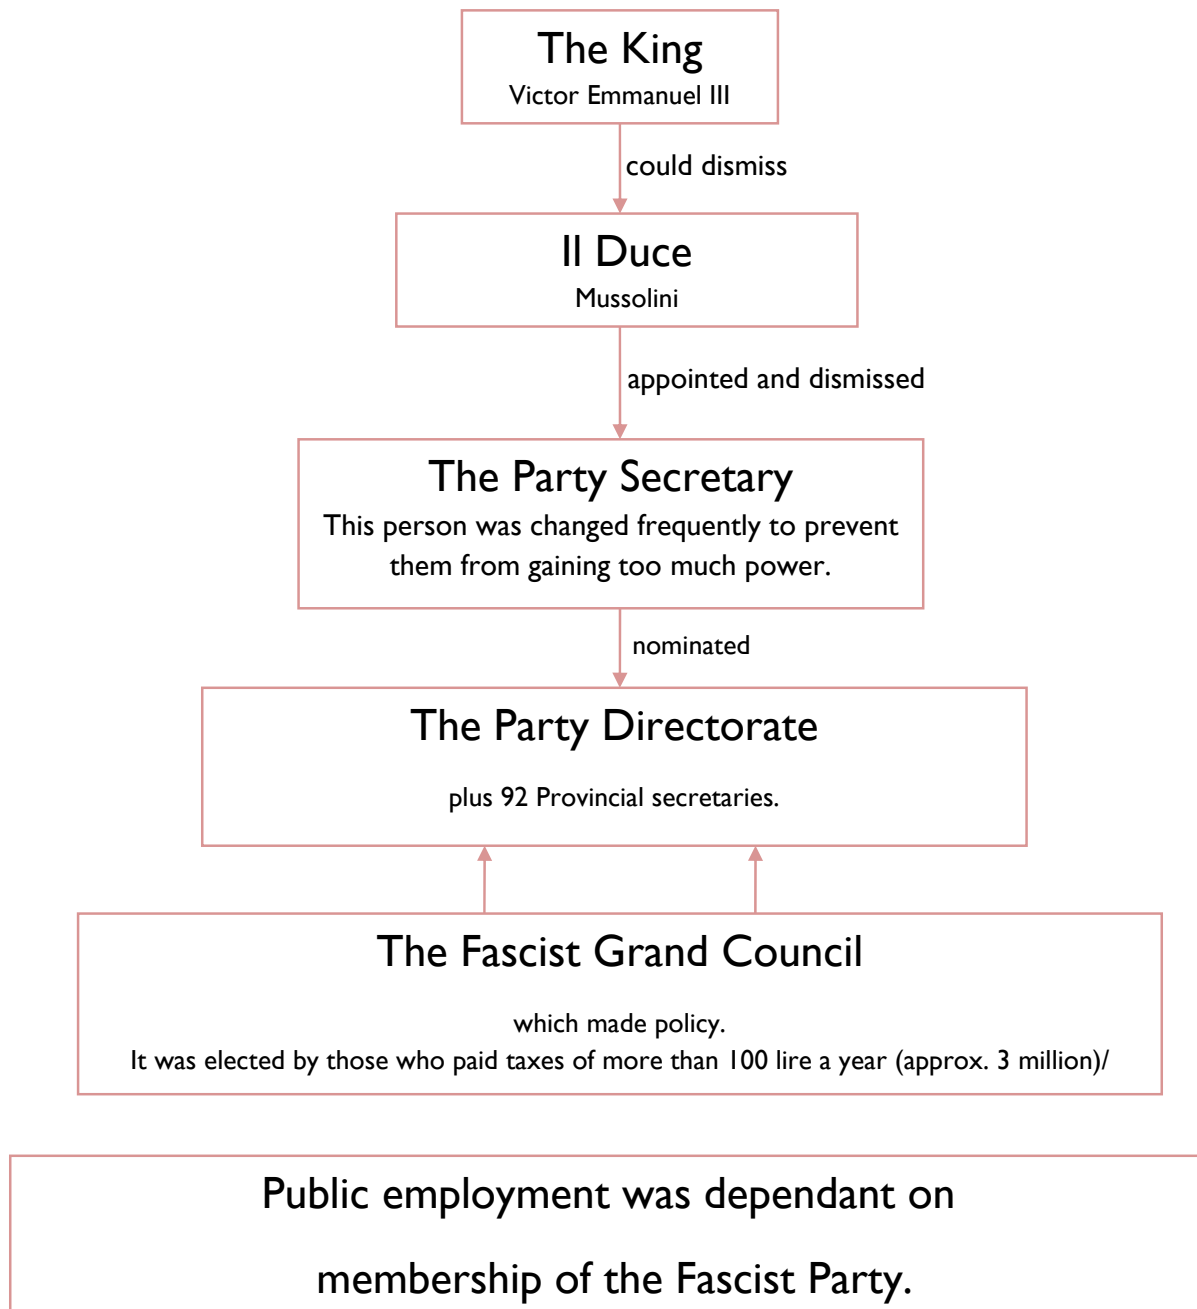 The King
Victor Emmanuel III
could dismiss
Il Duce
Mussolini
appointed and dismissed
The Party Secretary
This person was changed frequently to prevent
them from gaining too much power.
nominated
The Party Directorate
plus 92 Provincial secretaries.
The Fascist Grand Council
which made policy.
It was elected by those who paid taxes of more than 100 lire a year (approx. 3 million)/
Public employment was dependant on
membership of the Fascist Party.